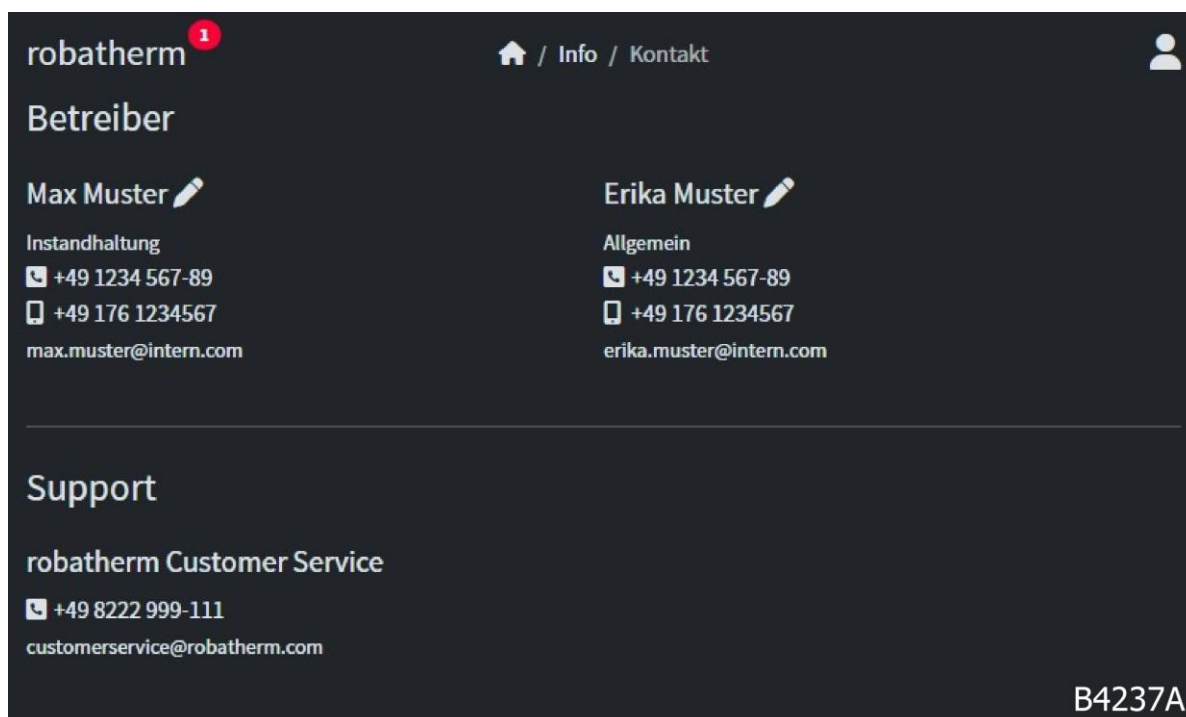 robatherm 1
/ Info / Kontakt
Betreiber
Max Muster
Instandhaltung
+49 1234 567-89
+49 176 1234567
max.muster@intern.com
Erika Muster
Allgemein
+49 1234 567-89
+49 176 1234567
erika.muster@intern.com
Support
robatherm Customer Service
+49 8222 999-111
customerservice@robatherm.com
B4237A